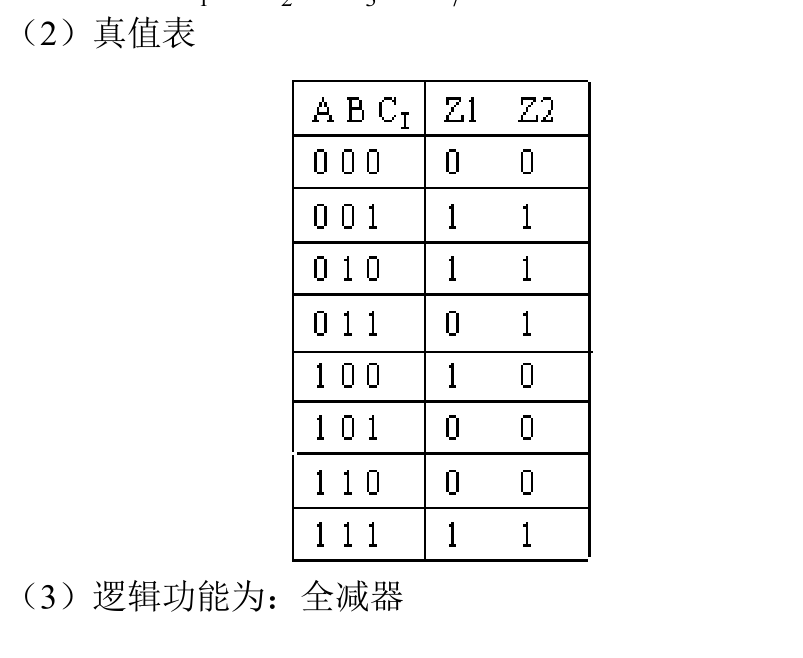 （2）真值表
A B C_I Z1 Z2
0 0 0 0 0
0 0 1 1 1
0 1 0 1 1
0 1 1 0 1
1 0 0 1 0
1 0 1 0 0
1 1 0 0 0
1 1 1 1 1
（3）逻辑功能为：全减器